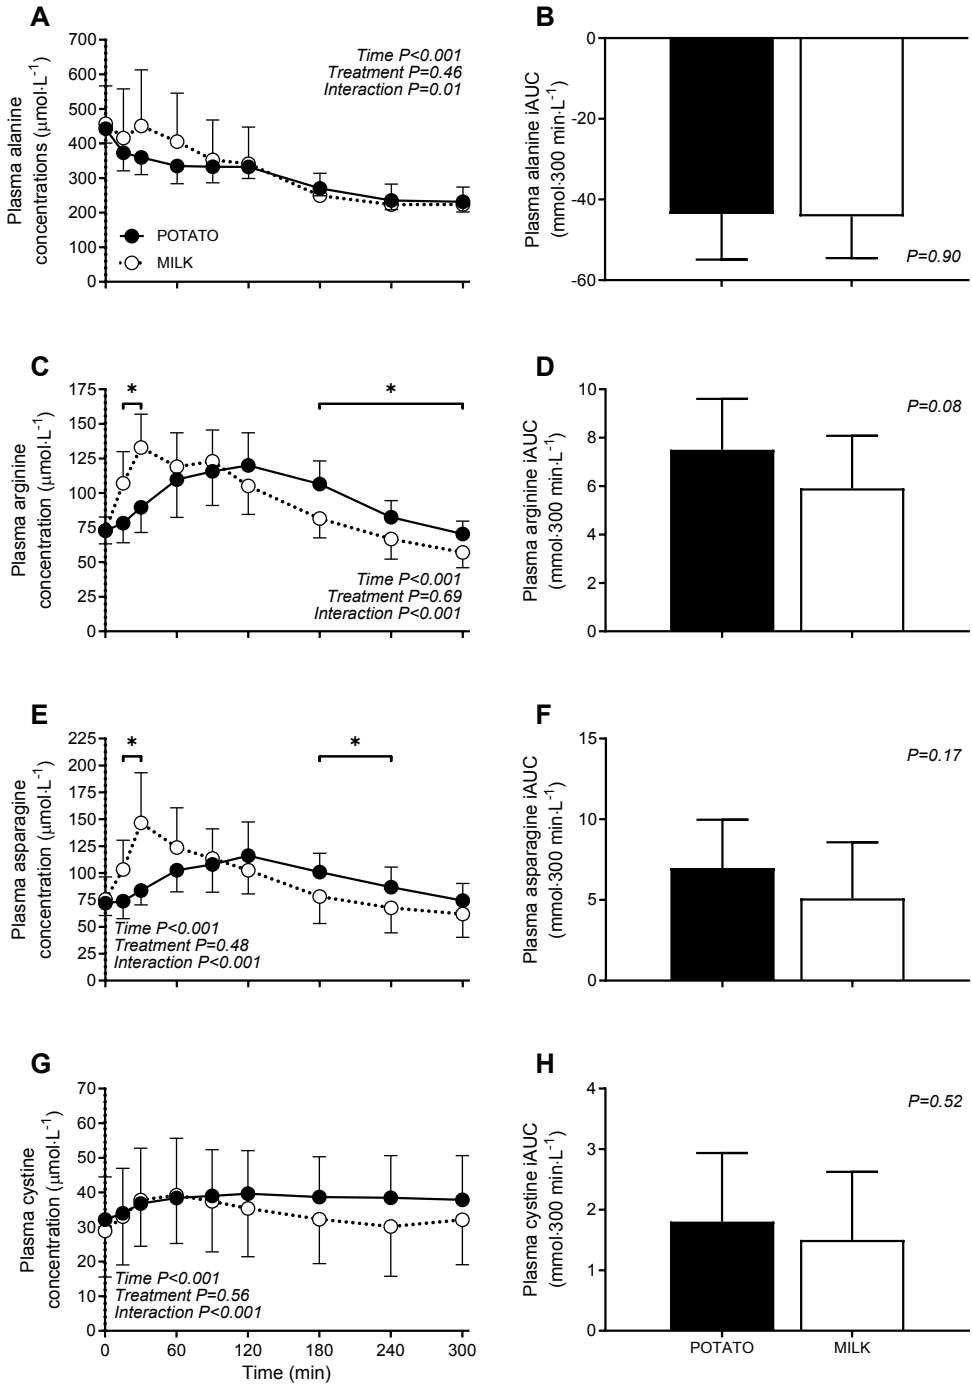 A
Plasma alanine
concentrations (μmol·L⁻¹)
700
600
500
400
300
200
100
0
Time P<0.001
Treatment P=0.46
Interaction P=0.01
POTATO
MILK
B
Plasma alanine iAUC
(mmol·300 min·L⁻¹)
0
-20
-40
-60
P=0.90
C
Plasma arginine
concentration (μmol·L⁻¹)
175
150
125
100
75
50
25
0
*
*
Time P<0.001
Treatment P=0.69
Interaction P<0.001
D
Plasma arginine iAUC
(mmol·300 min·L⁻¹)
10
8
6
4
2
0
P=0.08
E
Plasma asparagine
concentration (μmol·L⁻¹)
225
200
175
150
125
100
75
50
25
0
*
*
Time P<0.001
Treatment P=0.48
Interaction P<0.001
F
Plasma asparagine iAUC
(mmol·300 min·L⁻¹)
15
10
5
0
P=0.17
G
Plasma cystine
concentration (μmol·L⁻¹)
70
60
50
40
30
20
10
0
Time P<0.001
Treatment P=0.56
Interaction P<0.001
0 60 120 180 240 300
Time (min)
H
Plasma cystine iAUC
(mmol·300 min·L⁻¹)
4
3
2
1
0
P=0.52
POTATO MILK